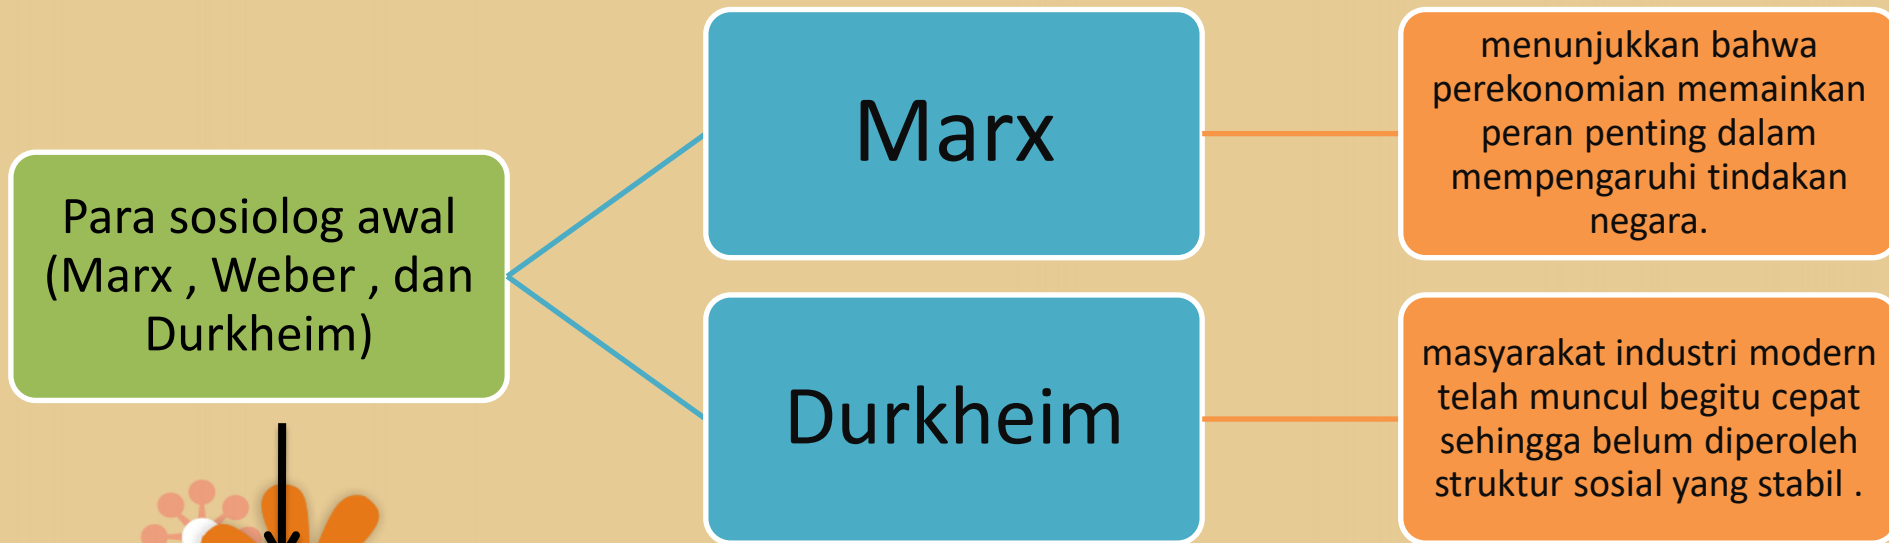 Para sosiolog awal
(Marx , Weber , dan
Durkheim)
Marx
menunjukkan bahwa
perekonomian memainkan
peran penting dalam
mempengaruhi tindakan
negara.
Durkheim
masyarakat industri modern
telah muncul begitu cepat
sehingga belum diperoleh
struktur sosial yang stabil .